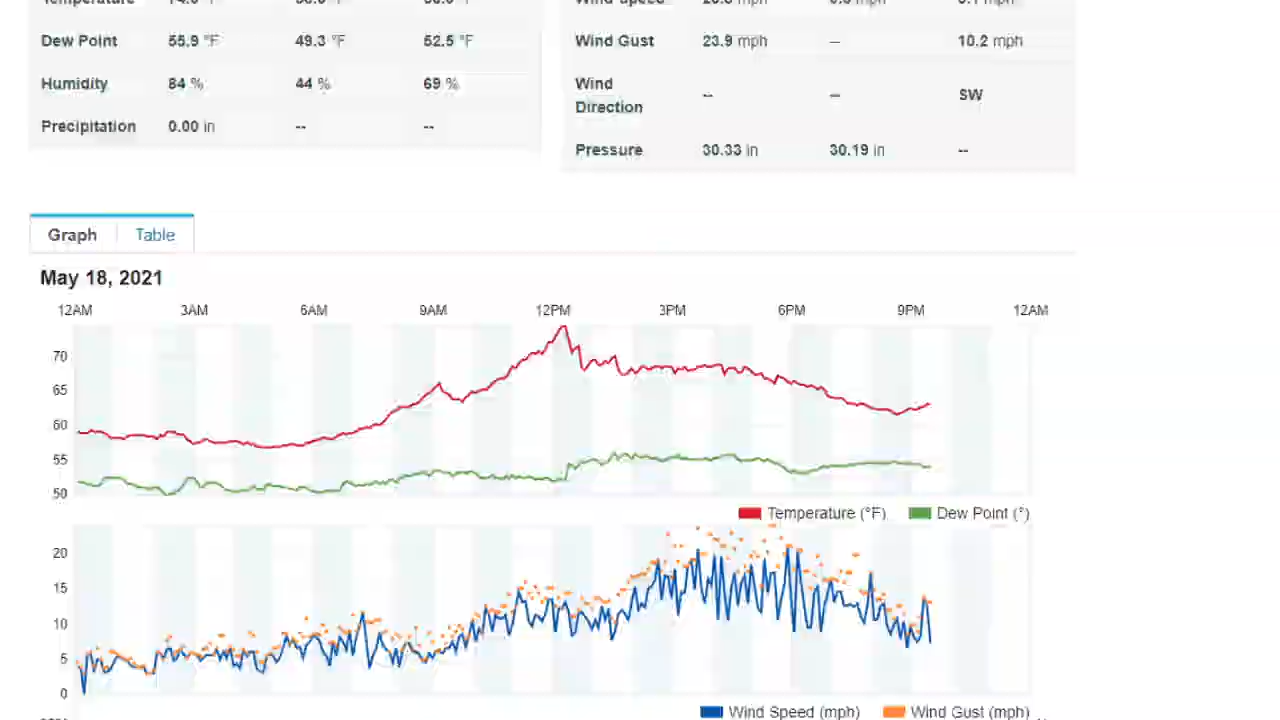 Temperature
Dew Point 55.9 °F 49.3 °F 52.5 °F
Humidity 84 % 44 % 69 %
Precipitation 0.00 in -- --
Wind Speed
Wind Gust 23.9 mph -- 10.2 mph
Wind
Direction -- -- SW
Pressure 30.33 in 30.19 in --
Graph Table
May 18, 2021
12AM 3AM 6AM 9AM 12PM 3PM 6PM 9PM 12AM
70
65
60
55
50
Temperature (°F) Dew Point (°)
20
15
10
5
0
Wind Speed (mph) Wind Gust (mph)